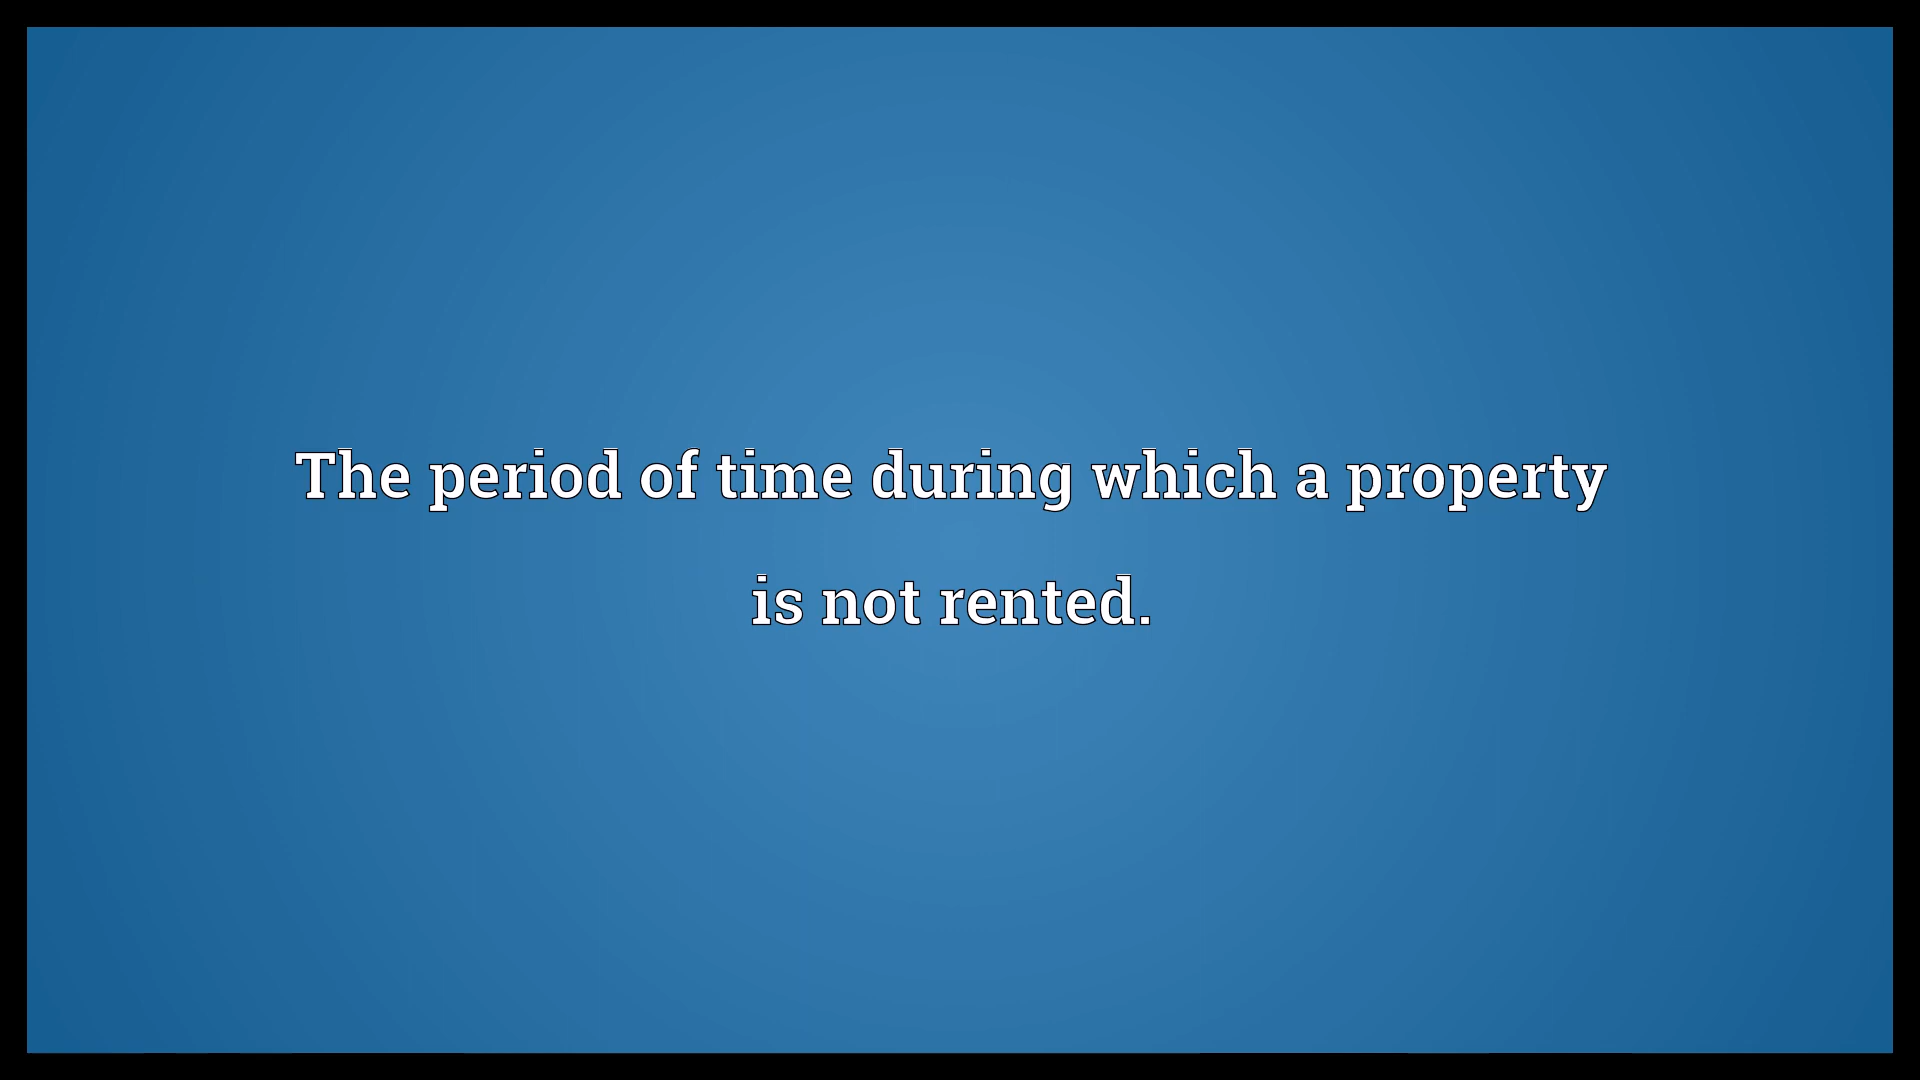 The period of time during which a property
is not rented.